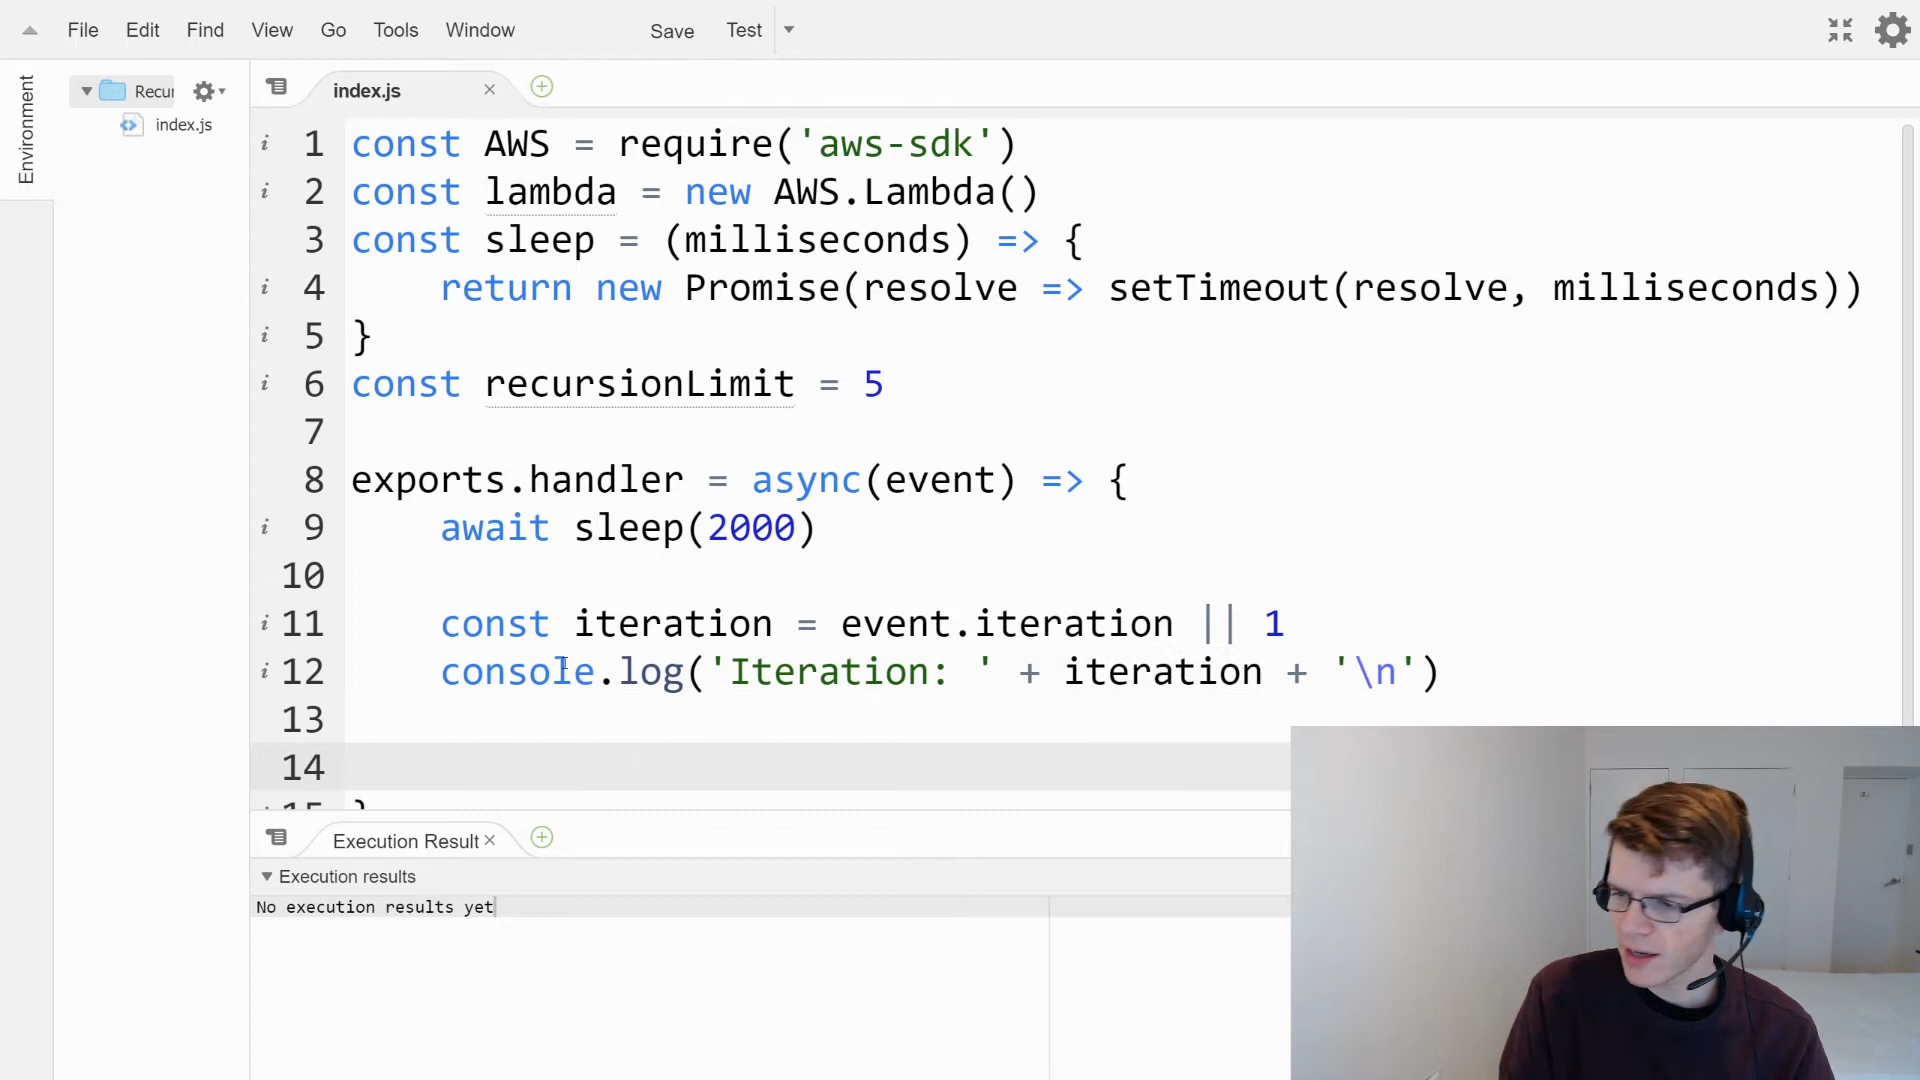 File Edit Find View Go Tools Window Save Test
Environment
Recur
index.js
index.js
1 const AWS = require('aws-sdk')
2 const lambda = new AWS.Lambda()
3 const sleep = (milliseconds) => {
4 return new Promise(resolve => setTimeout(resolve, milliseconds))
5 }
6 const recursionLimit = 5
7
8 exports.handler = async(event) => {
9 await sleep(2000)
10
11 const iteration = event.iteration || 1
12 console.log('Iteration: ' + iteration + '\n')
13
14
15 }
Execution Result
Execution results
No execution results yet